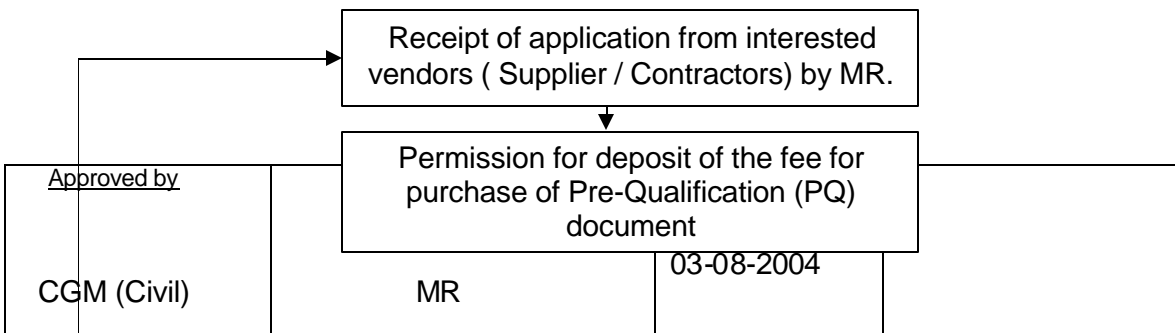 Receipt of application from interested
vendors ( Supplier / Contractors) by MR.
Permission for deposit of the fee for
purchase of Pre-Qualification (PQ)
document
Approved by
03-08-2004
CGM (Civil)
MR